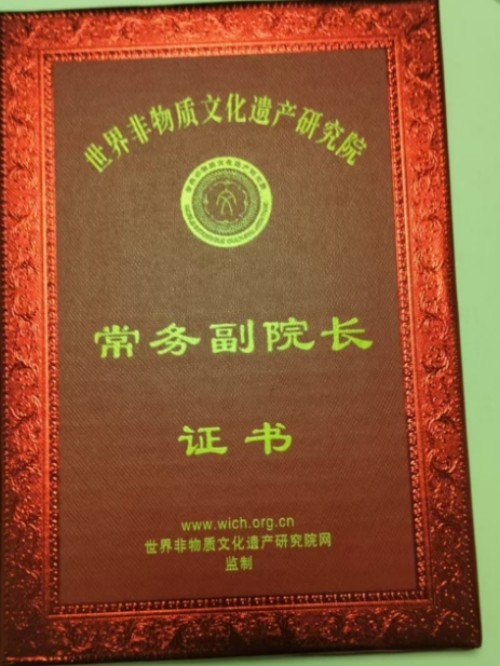 世界非物质文化遗产研究院
常务副院长
证书
www.wich.org.cn
世界非物质文化遗产研究院网
监制